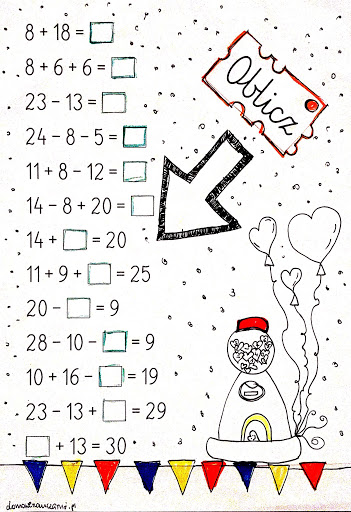 8 + 18 = □
8 + 6 + 6 = □
23 − 13 = □
24 − 8 − 5 = □
11 + 8 − 12 = □
14 − 8 + 20 = □
14 + □ = 20
11 + 9 + □ = 25
20 − □ = 9
28 − 10 − □ = 9
10 + 16 − □ = 19
23 − 13 + □ = 29
□ + 13 = 30
Oblicz